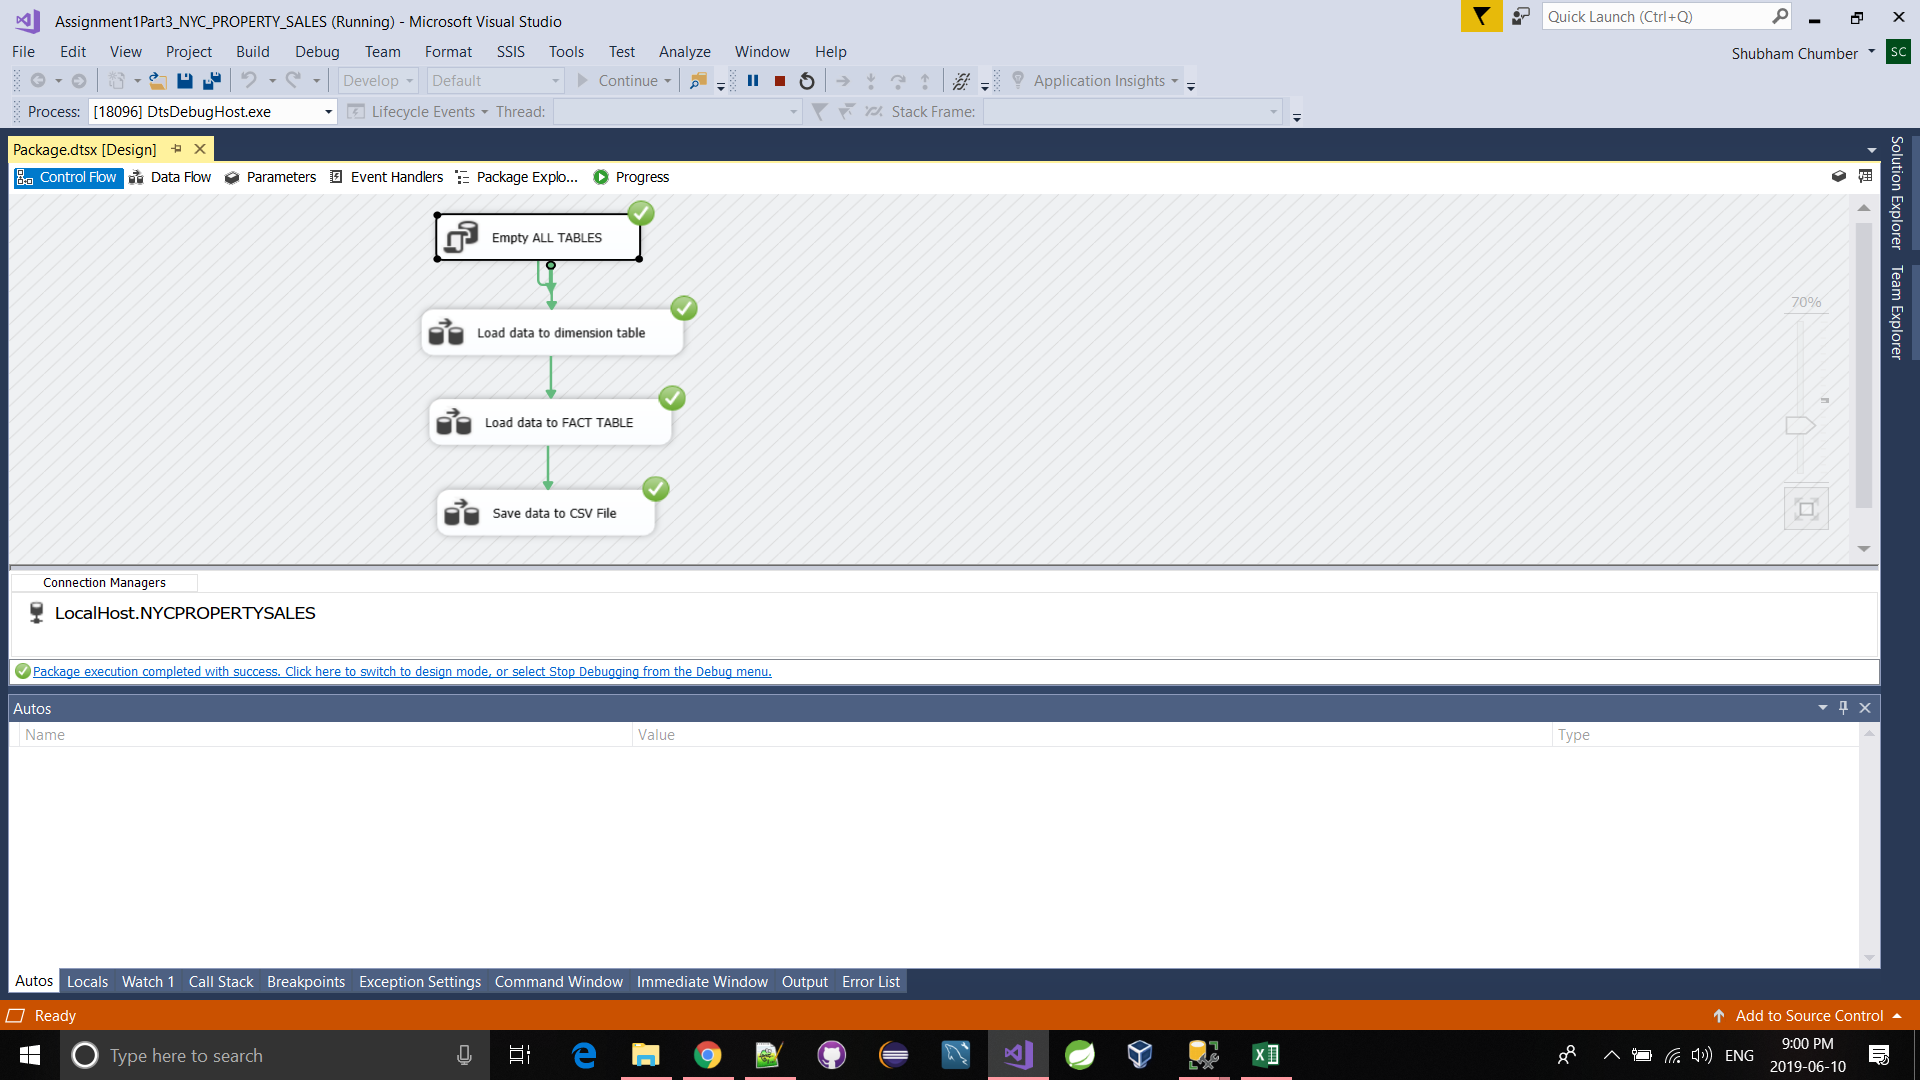 Assignment1Part3_NYC_PROPERTY_SALES (Running) - Microsoft Visual Studio
Quick Launch (Ctrl+Q)
File Edit View Project Build Debug Team Format SSIS Tools Test Analyze Window Help
Shubham Chumber SC
Develop Default Continue Application Insights
Process: [18096] DtsDebugHost.exe Lifecycle Events Thread: Stack Frame:
Package.dtsx [Design]
Control Flow Data Flow Parameters Event Handlers Package Explo... Progress
Solution Explorer
Team Explorer
Empty ALL TABLES
Load data to dimension table
Load data to FACT TABLE
Save data to CSV File
70%
Connection Managers
LocalHost.NYCPROPERTYSALES
Package execution completed with success. Click here to switch to design mode, or select Stop Debugging from the Debug menu.
Autos
Name Value Type
Autos Locals Watch 1 Call Stack Breakpoints Exception Settings Command Window Immediate Window Output Error List
Ready
Add to Source Control
Type here to search
ENG
9:00 PM
2019-06-10